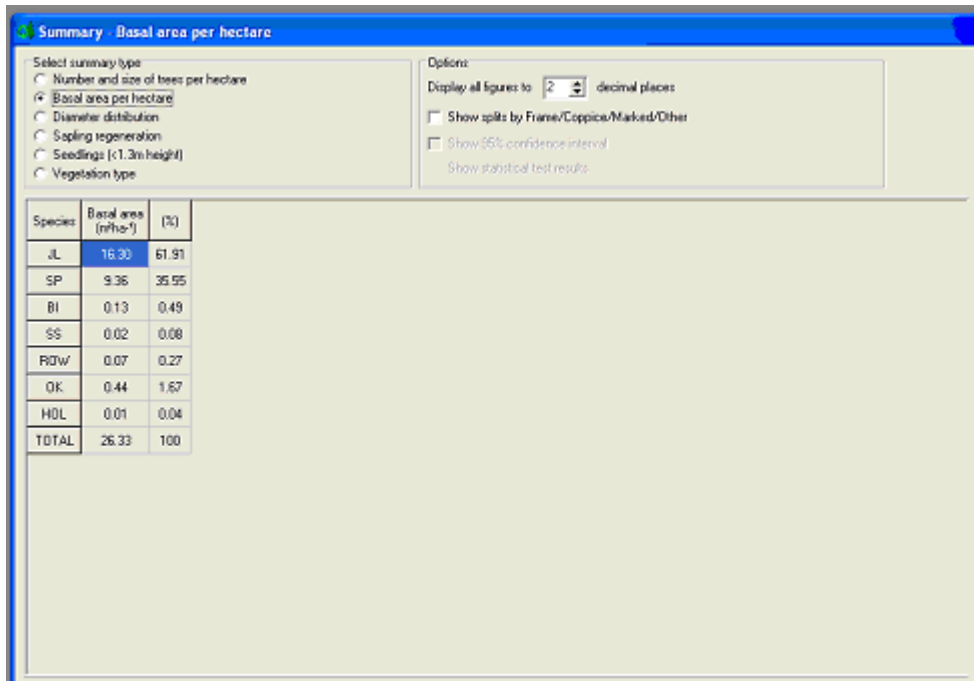 Summary - Basal area per hectare
Select summary type
Number and size of trees per hectare
Basal area per hectare
Diameter distribution
Sapling regeneration
Seedlings (<1.3m height)
Vegetation type
Options
Display all figures to 2 decimal places
Show splits by Frame/Coppice/Marked/Other
Show 95% confidence interval
Show statistical test results
Species Basal area (%)
(m²ha-¹)
JL 16.30 61.91
SP 9.36 35.55
BI 0.13 0.49
SS 0.02 0.08
ROW 0.07 0.27
OK 0.44 1.67
HOL 0.01 0.04
TOTAL 26.33 100